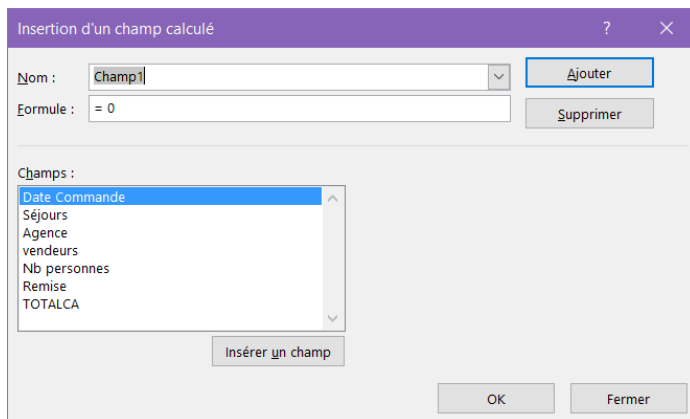 Insertion d'un champ calculé
?
Nom :
Champ1
Ajouter
Formule :
= 0
Supprimer
Champs :
Date Commande
Séjours
Agence
vendeurs
Nb personnes
Remise
TOTALCA
Insérer un champ
OK
Fermer